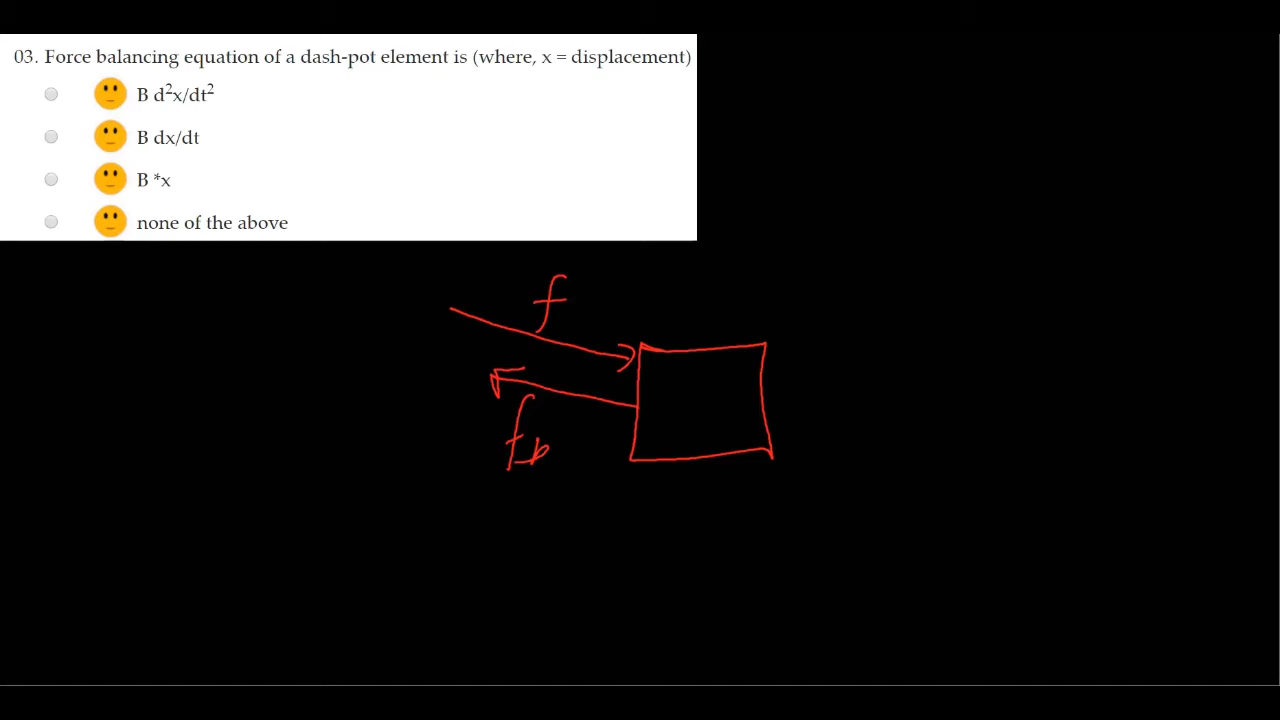 03. Force balancing equation of a dash-pot element is (where, x = displacement)
B d²x/dt²
B dx/dt
B *x
none of the above
f
fb